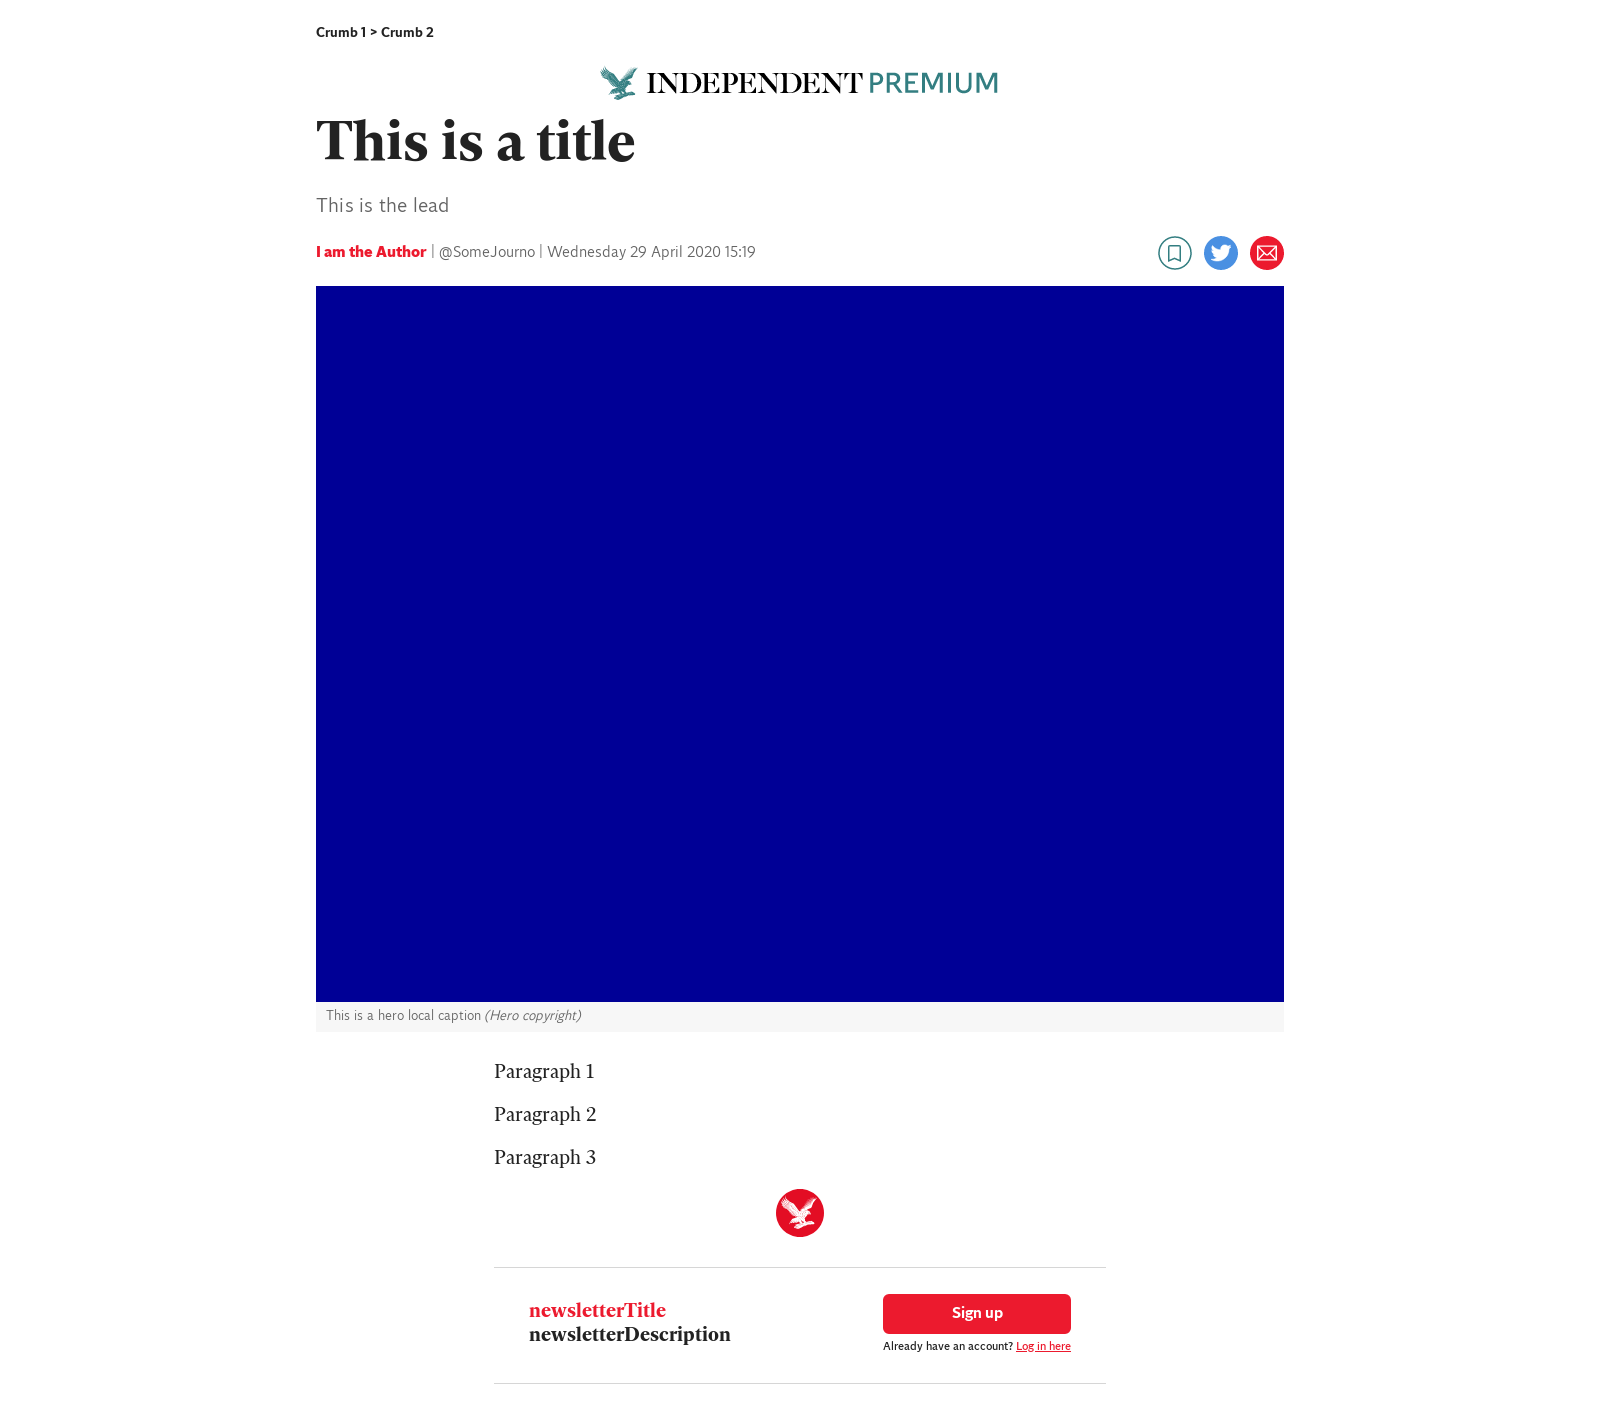 Crumb 1 > Crumb 2
INDEPENDENT PREMIUM
This is a title
This is the lead
I am the Author | @SomeJourno | Wednesday 29 April 2020 15:19
This is a hero local caption (Hero copyright)
Paragraph 1
Paragraph 2
Paragraph 3
newsletterTitle
newsletterDescription
Sign up
Already have an account? Log in here